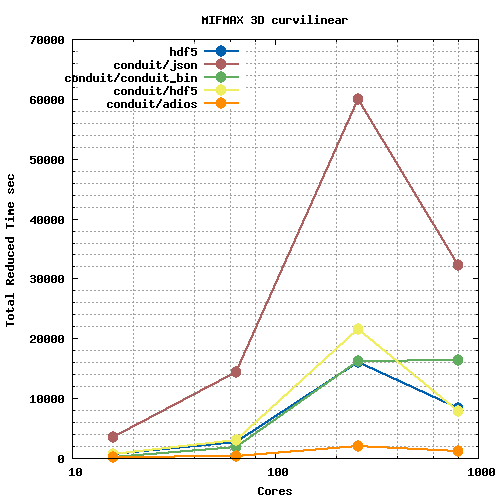 MIFMAX 3D curvilinear
70000
60000
50000
40000
30000
20000
10000
0
hdf5
conduit/json
conduit/conduit_bin
conduit/hdf5
conduit/adios
Total Reduced Time sec
10
100
1000
Cores